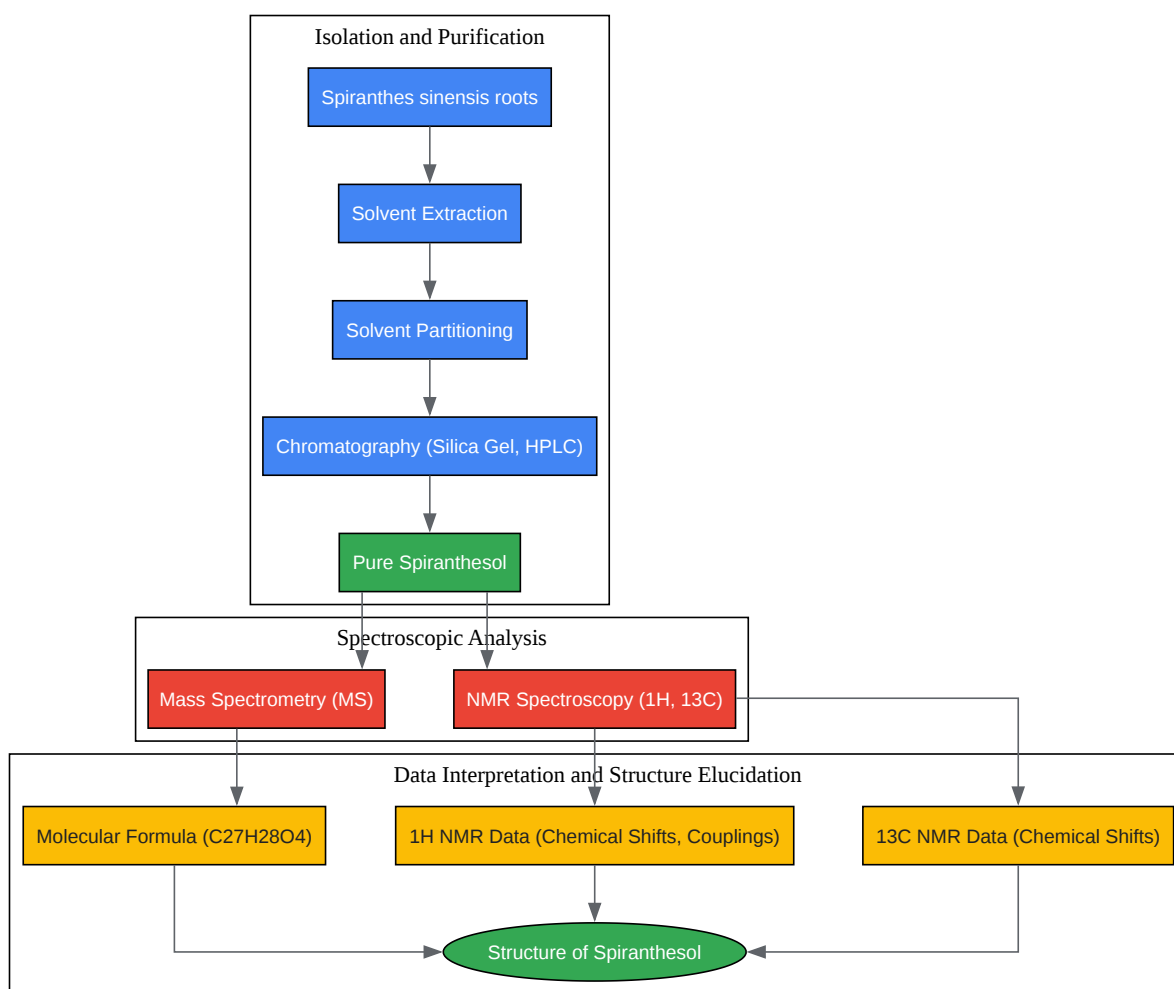 Isolation and Purification
Spiranthes sinensis roots
Solvent Extraction
Solvent Partitioning
Chromatography (Silica Gel, HPLC)
Pure Spiranthesol
Spectroscopic Analysis
Mass Spectrometry (MS)
NMR Spectroscopy (1H, 13C)
Data Interpretation and Structure Elucidation
Molecular Formula (C27H28O4)
1H NMR Data (Chemical Shifts, Couplings)
13C NMR Data (Chemical Shifts)
Structure of Spiranthesol